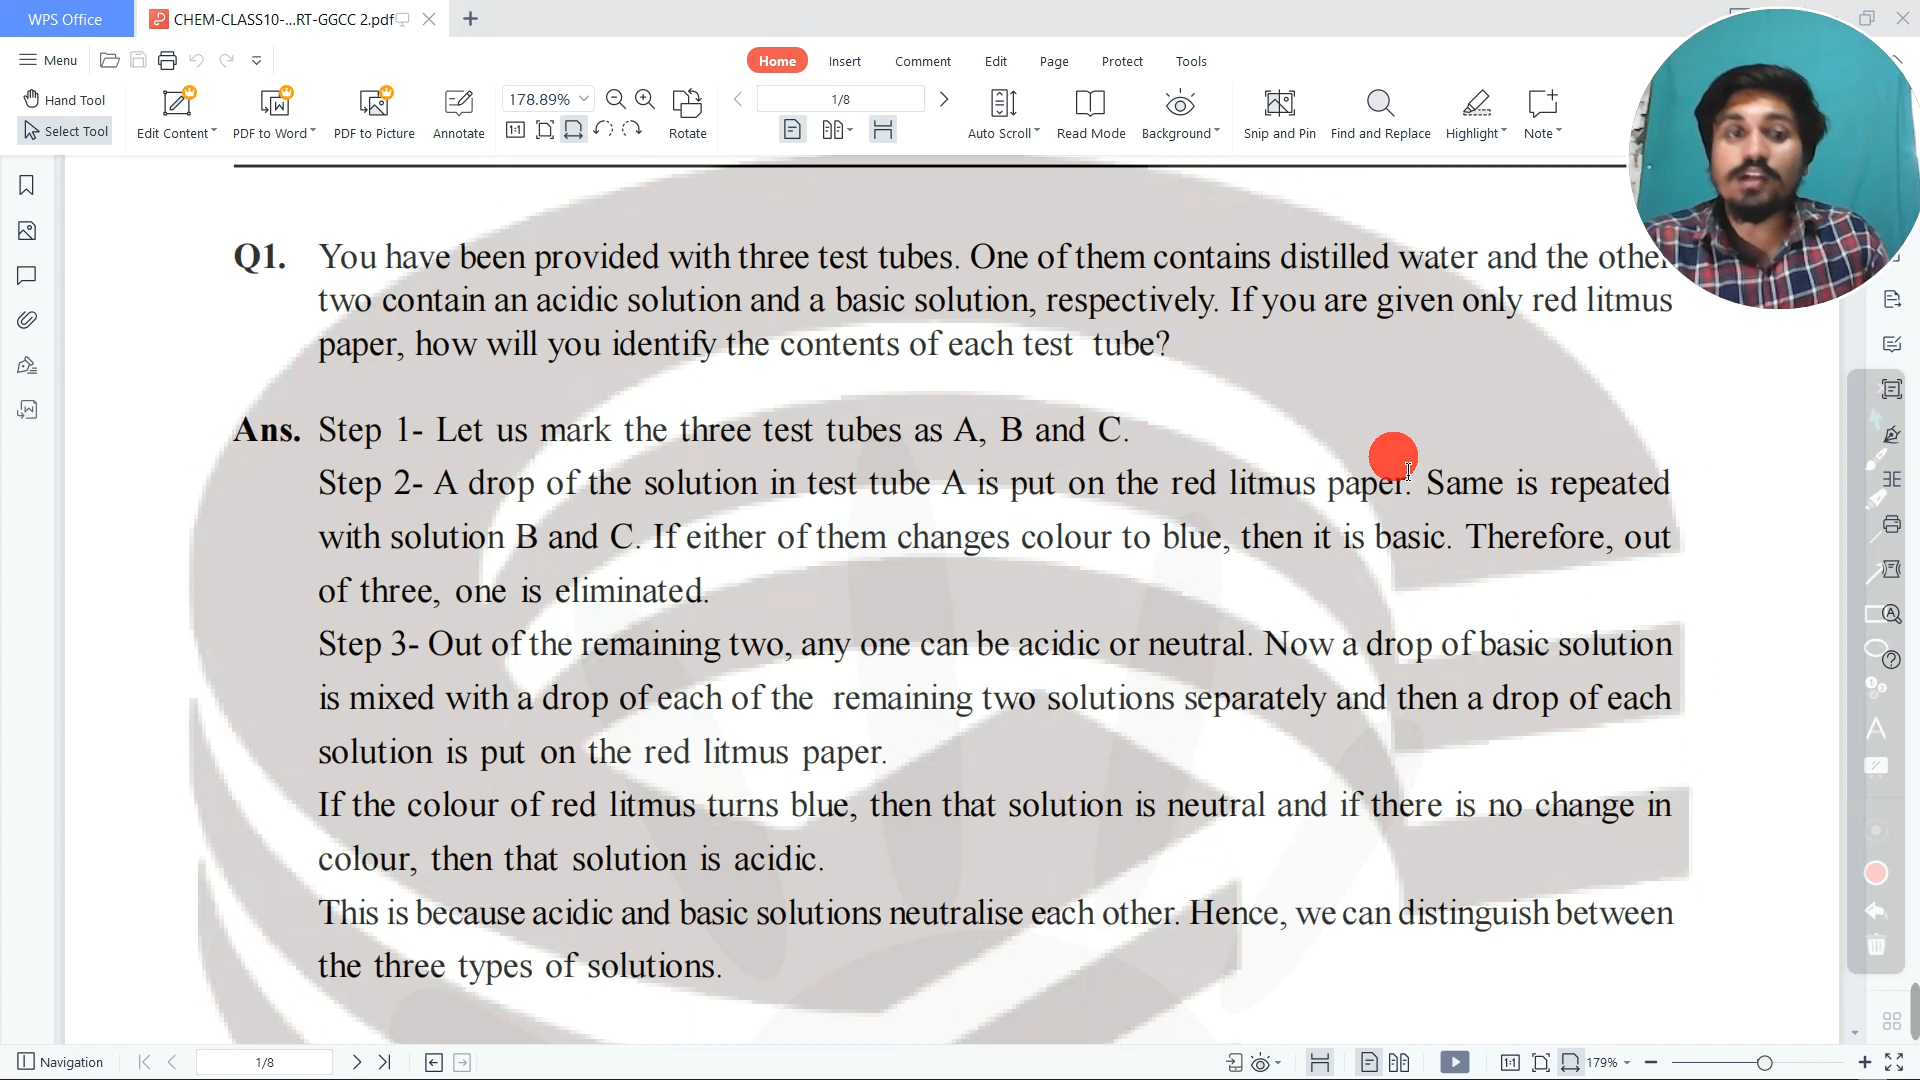 WPS Office
CHEM-CLASS10-...RT-GGCC 2.pdf
Menu
Home Insert Comment Edit Page Protect Tools
Hand Tool
Select Tool
Edit Content
PDF to Word
PDF to Picture
Annotate
178.89%
Rotate
1/8
Auto Scroll
Read Mode
Background
Snip and Pin
Find and Replace
Highlight
Note
Q1. You have been provided with three test tubes. One of them contains distilled water and the other
two contain an acidic solution and a basic solution, respectively. If you are given only red litmus
paper, how will you identify the contents of each test tube?
Ans. Step 1- Let us mark the three test tubes as A, B and C.
Step 2- A drop of the solution in test tube A is put on the red litmus paper. Same is repeated
with solution B and C. If either of them changes colour to blue, then it is basic. Therefore, out
of three, one is eliminated.
Step 3- Out of the remaining two, any one can be acidic or neutral. Now a drop of basic solution
is mixed with a drop of each of the remaining two solutions separately and then a drop of each
solution is put on the red litmus paper.
If the colour of red litmus turns blue, then that solution is neutral and if there is no change in
colour, then that solution is acidic.
This is because acidic and basic solutions neutralise each other. Hence, we can distinguish between
the three types of solutions.
Navigation
1/8
179%